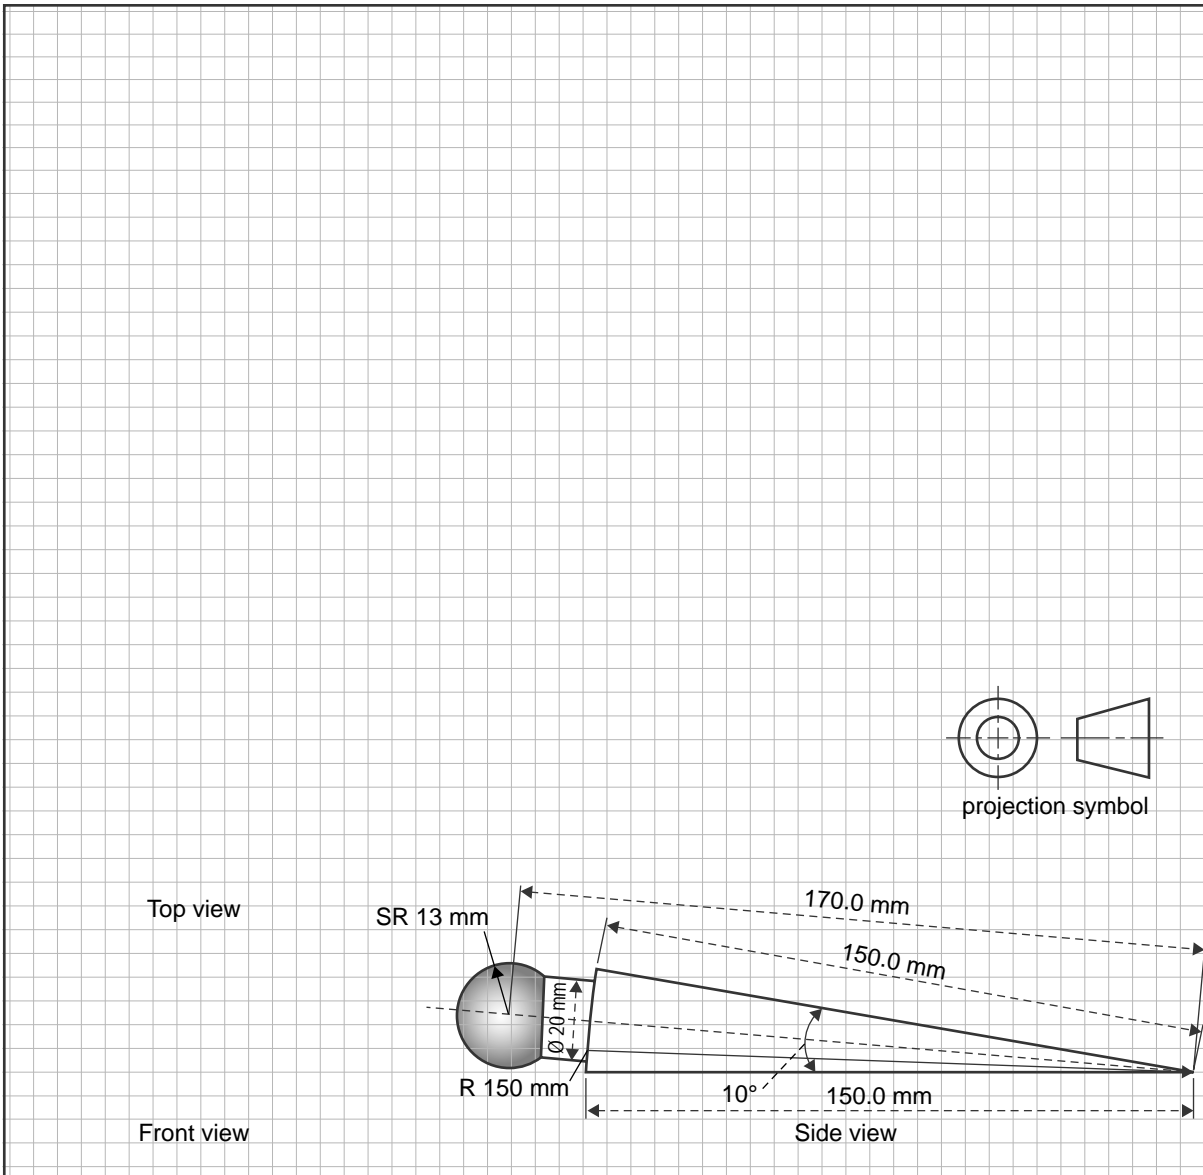 projection symbol
Top view
SR 13 mm
170.0 mm
150.0 mm
Ø 20 mm
R 150 mm
10°
150.0 mm
Front view
Side view